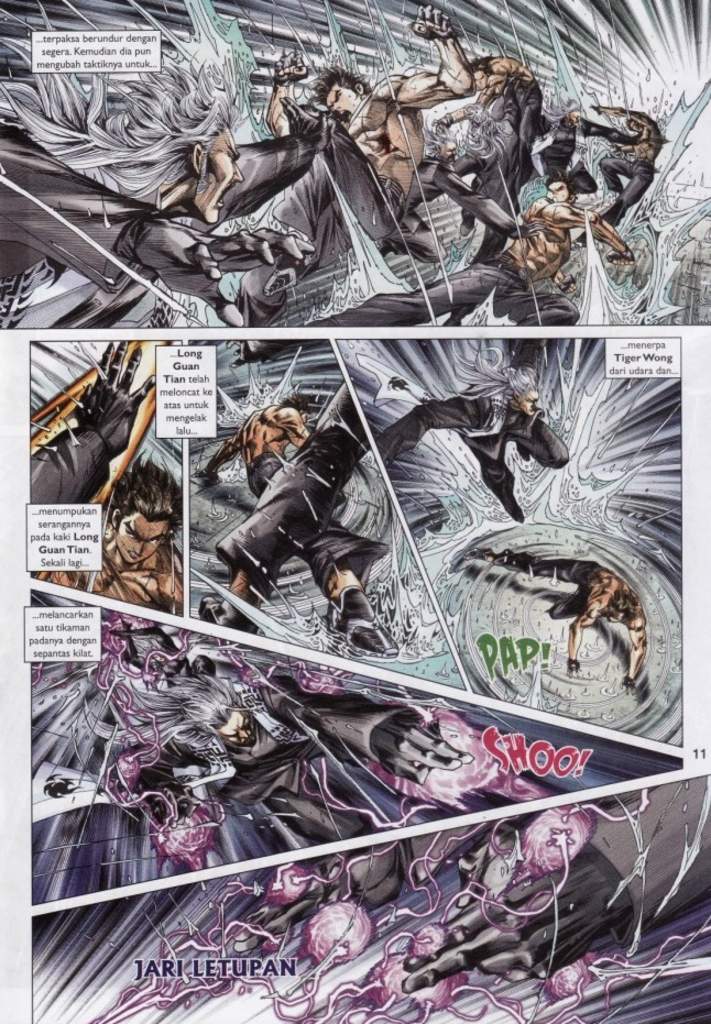 ...terpaksa berundur dengan
segera. Kemudian dia pun
mengubah taktiknya untuk...
...menumpukan
serangannya
pada kaki Long
Guan Tian.
Sekali lagi...
...Long
Guan
Tian telah
meloncat ke
atas untuk
mengelak
lalu...
...menerpa
Tiger Wong
dari udara dan...
PAP!
...melancarkan
satu tikaman
padanya dengan
sepantas kilat.
SHOO!
11
JARI LETUPAN